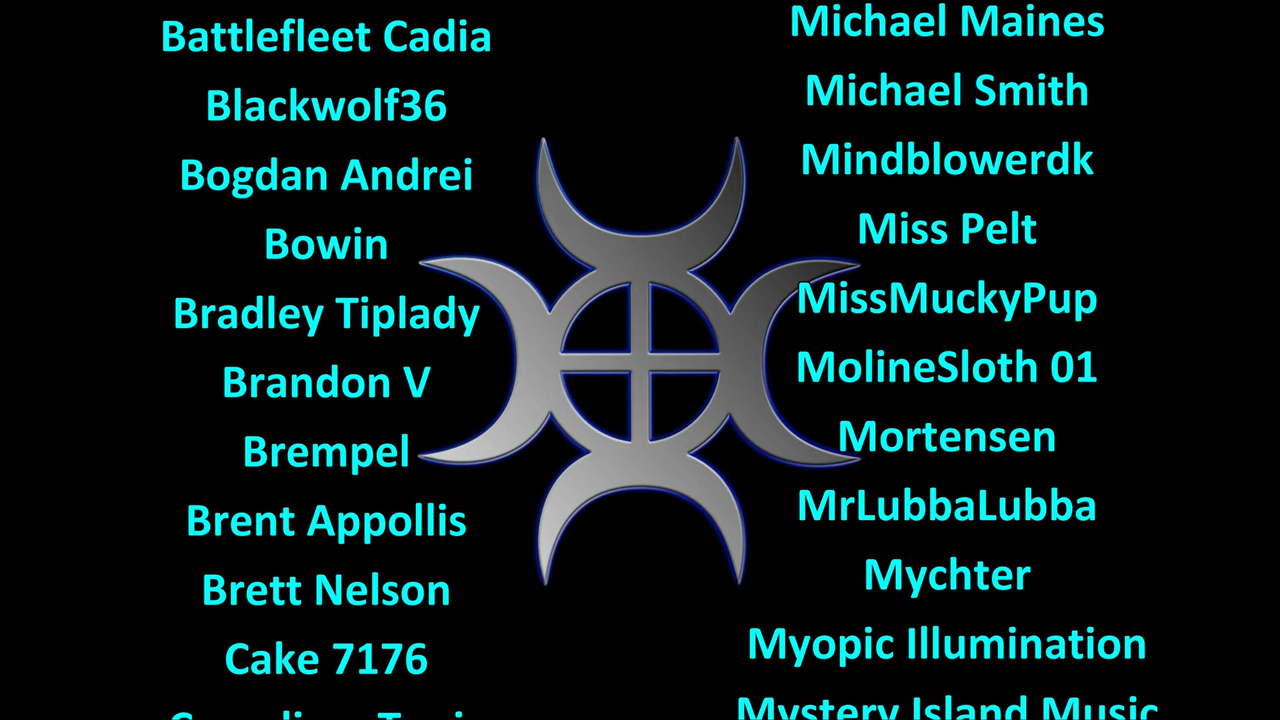 Battlefleet Cadia
Blackwolf36
Bogdan Andrei
Bowin
Bradley Tiplady
Brandon V
Brempel
Brent Appollis
Brett Nelson
Cake 7176
Michael Maines
Michael Smith
Mindblowerdk
Miss Pelt
MissMuckyPup
MolineSloth 01
Mortensen
MrLubbaLubba
Mychter
Myopic Illumination
Mystery Island Music